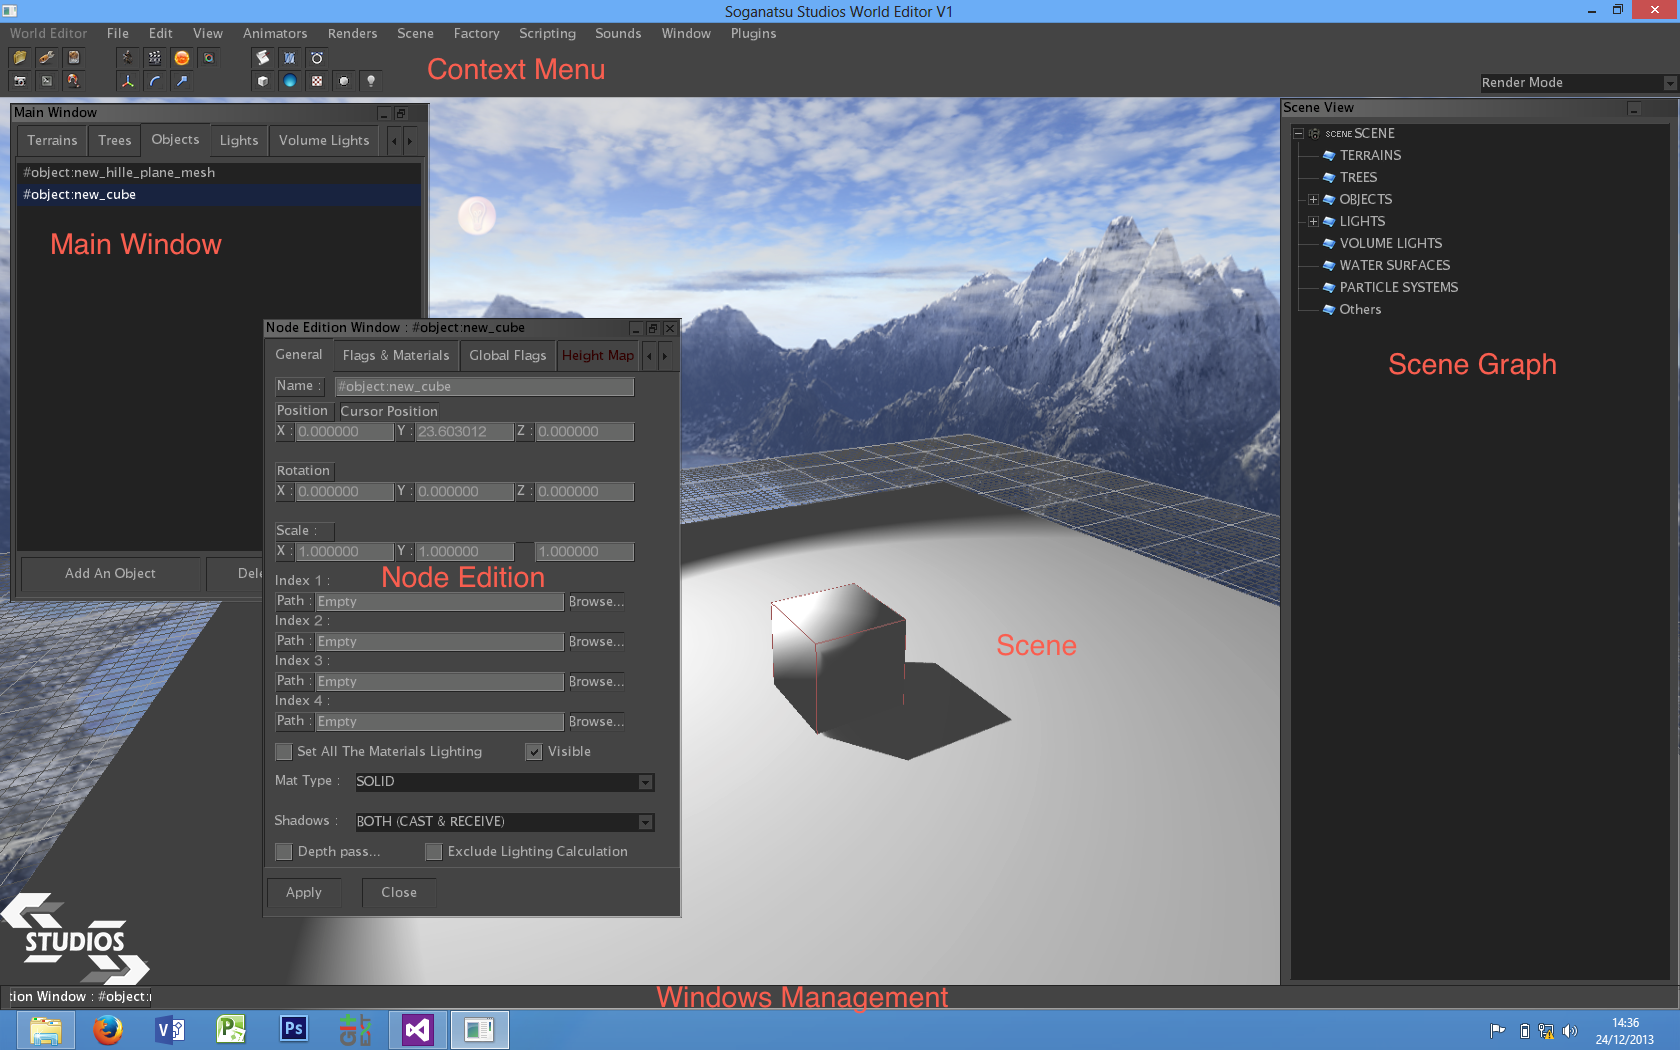 Soganatsu Studios World Editor V1
World Editor File Edit View Animators Renders Scene Factory Scripting Sounds Window Plugins
Context Menu
Render Mode
Main Window
Terrains Trees Objects Lights Volume Lights
#object:new_hille_plane_mesh
#object:new_cube
Main Window
Add An Object Dele
Node Edition Window : #object:new_cube
General Flags & Materials Global Flags Height Map
Name : #object:new_cube
Position Cursor Position
X : 0.000000 Y : 23.603012 Z : 0.000000
Rotation
X : 0.000000 Y : 0.000000 Z : 0.000000
Scale :
X : 1.000000 Y : 1.000000 1.000000
Node Edition
Index 1 :
Path : Empty Browse...
Index 2 :
Path : Empty Browse...
Index 3 :
Path : Empty Browse...
Index 4 :
Path : Empty Browse...
Set All The Materials Lighting Visible
Mat Type : SOLID
Shadows : BOTH (CAST & RECEIVE)
Depth pass... Exclude Lighting Calculation
Apply Close
Scene
Scene View
SCENE SCENE
TERRAINS
TREES
OBJECTS
LIGHTS
VOLUME LIGHTS
WATER SURFACES
PARTICLE SYSTEMS
Others
Scene Graph
STUDIOS
tion Window : #object:
Windows Management
Ps
14:36
24/12/2013